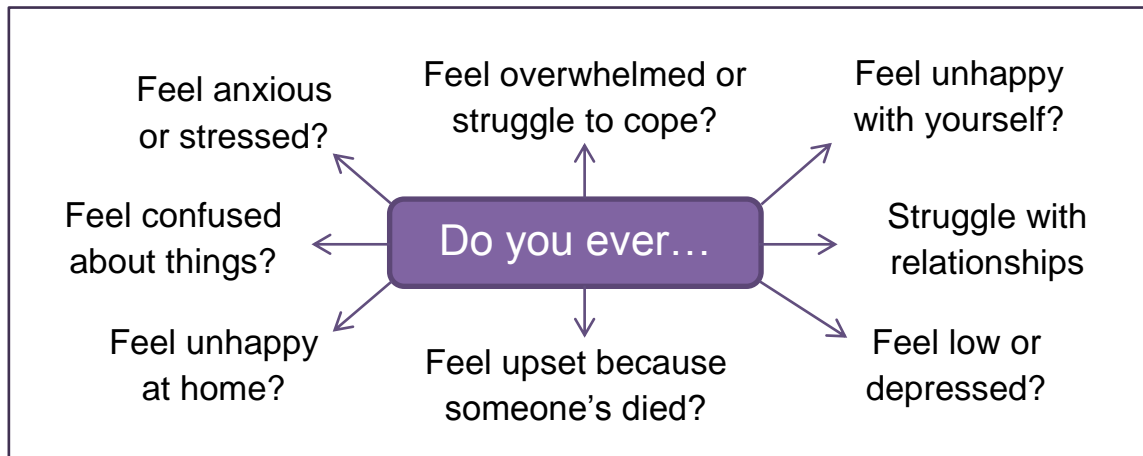 Feel anxious
or stressed?
Feel overwhelmed or
struggle to cope?
Feel unhappy
with yourself?
Feel confused
about things?
Do you ever…
Struggle with
relationships
Feel unhappy
at home?
Feel upset because
someone’s died?
Feel low or
depressed?